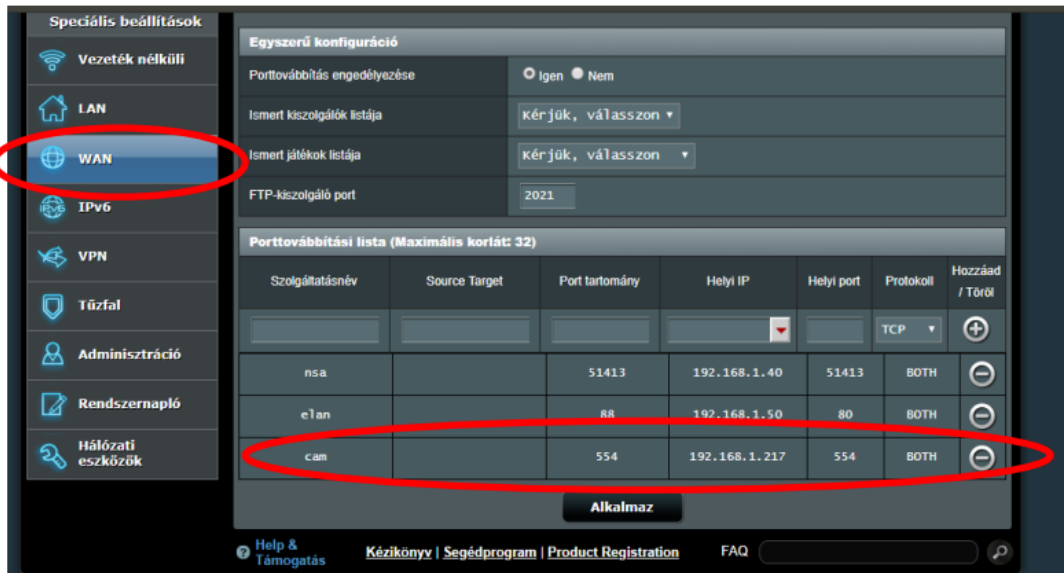 Speciális beállítások
Vezeték nélküli
LAN
WAN
IPv6
VPN
Tűzfal
Adminisztráció
Rendszernapló
Hálózati
eszközök
Egyszerű konfiguráció
Porttovábbítás engedélyezése Igen Nem
Ismert kiszolgálók listája Kérjük, válasszon
Ismert játékok listája Kérjük, válasszon
FTP-kiszolgáló port 2021
Porttovábbítási lista (Maximális korlát: 32)
Szolgáltatásnév Source Target Port tartomány Helyi IP Helyi port Protokoll Hozzáad / Töröl
TCP
nsa 51413 192.168.1.40 51413 BOTH
elan 88 192.168.1.50 80 BOTH
cam 554 192.168.1.217 554 BOTH
Alkalmaz
Help &
Támogatás
Kézikönyv | Segédprogram | Product Registration FAQ